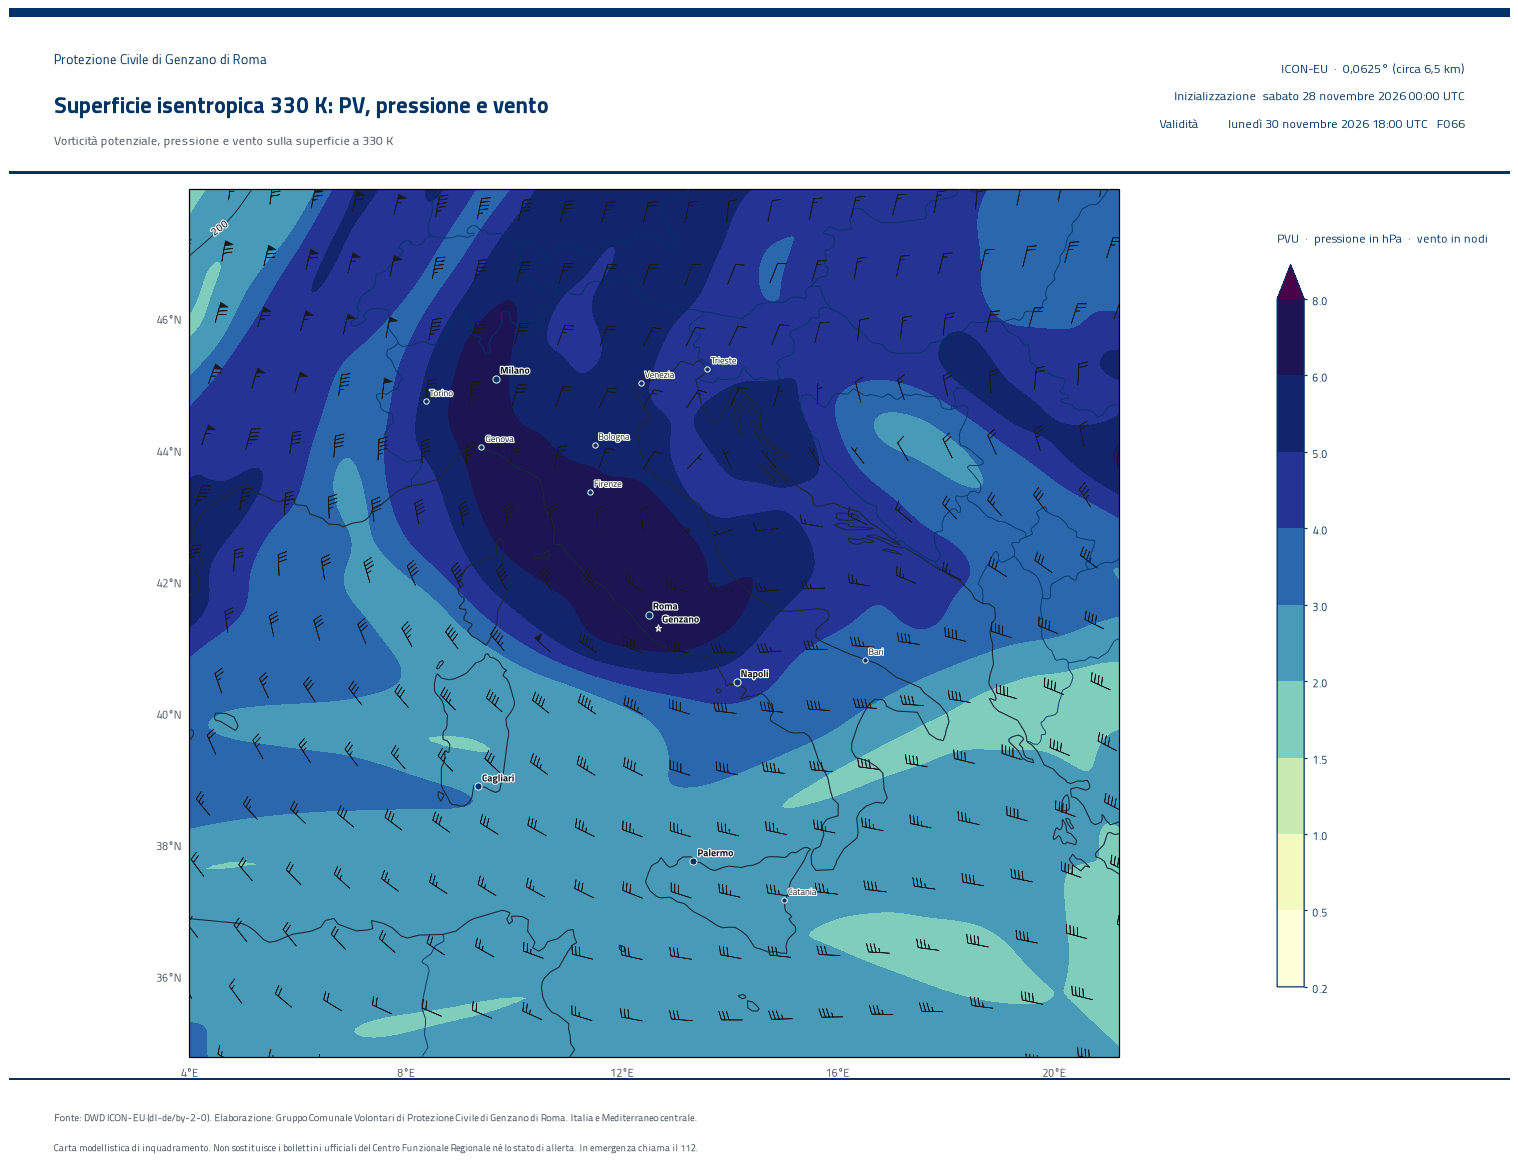 Protezione Civile di Genzano di Roma
Superficie isentropica 330 K: PV, pressione e vento
Vorticità potenziale, pressione e vento sulla superficie a 330 K
ICON-EU · 0,0625° (circa 6,5 km)
Inizializzazione sabato 28 novembre 2026 00:00 UTC
Validità lunedì 30 novembre 2026 18:00 UTC F066
PVU · pressione in hPa · vento in nodi
200
46°N
44°N
42°N
40°N
38°N
36°N
4°E
8°E
12°E
16°E
20°E
Milano
Torino
Venezia
Trieste
Genova
Bologna
Firenze
Roma
Genzano
Napoli
Bari
Cagliari
Palermo
Catania
8.0
6.0
5.0
4.0
3.0
2.0
1.5
1.0
0.5
0.2
Fonte: DWD ICON-EU (dl-de/by-2-0). Elaborazione: Gruppo Comunale Volontari di Protezione Civile di Genzano di Roma. Italia e Mediterraneo centrale.
Carta modellistica di inquadramento. Non sostituisce i bollettini ufficiali del Centro Funzionale Regionale né lo stato di allerta. In emergenza chiama il 112.